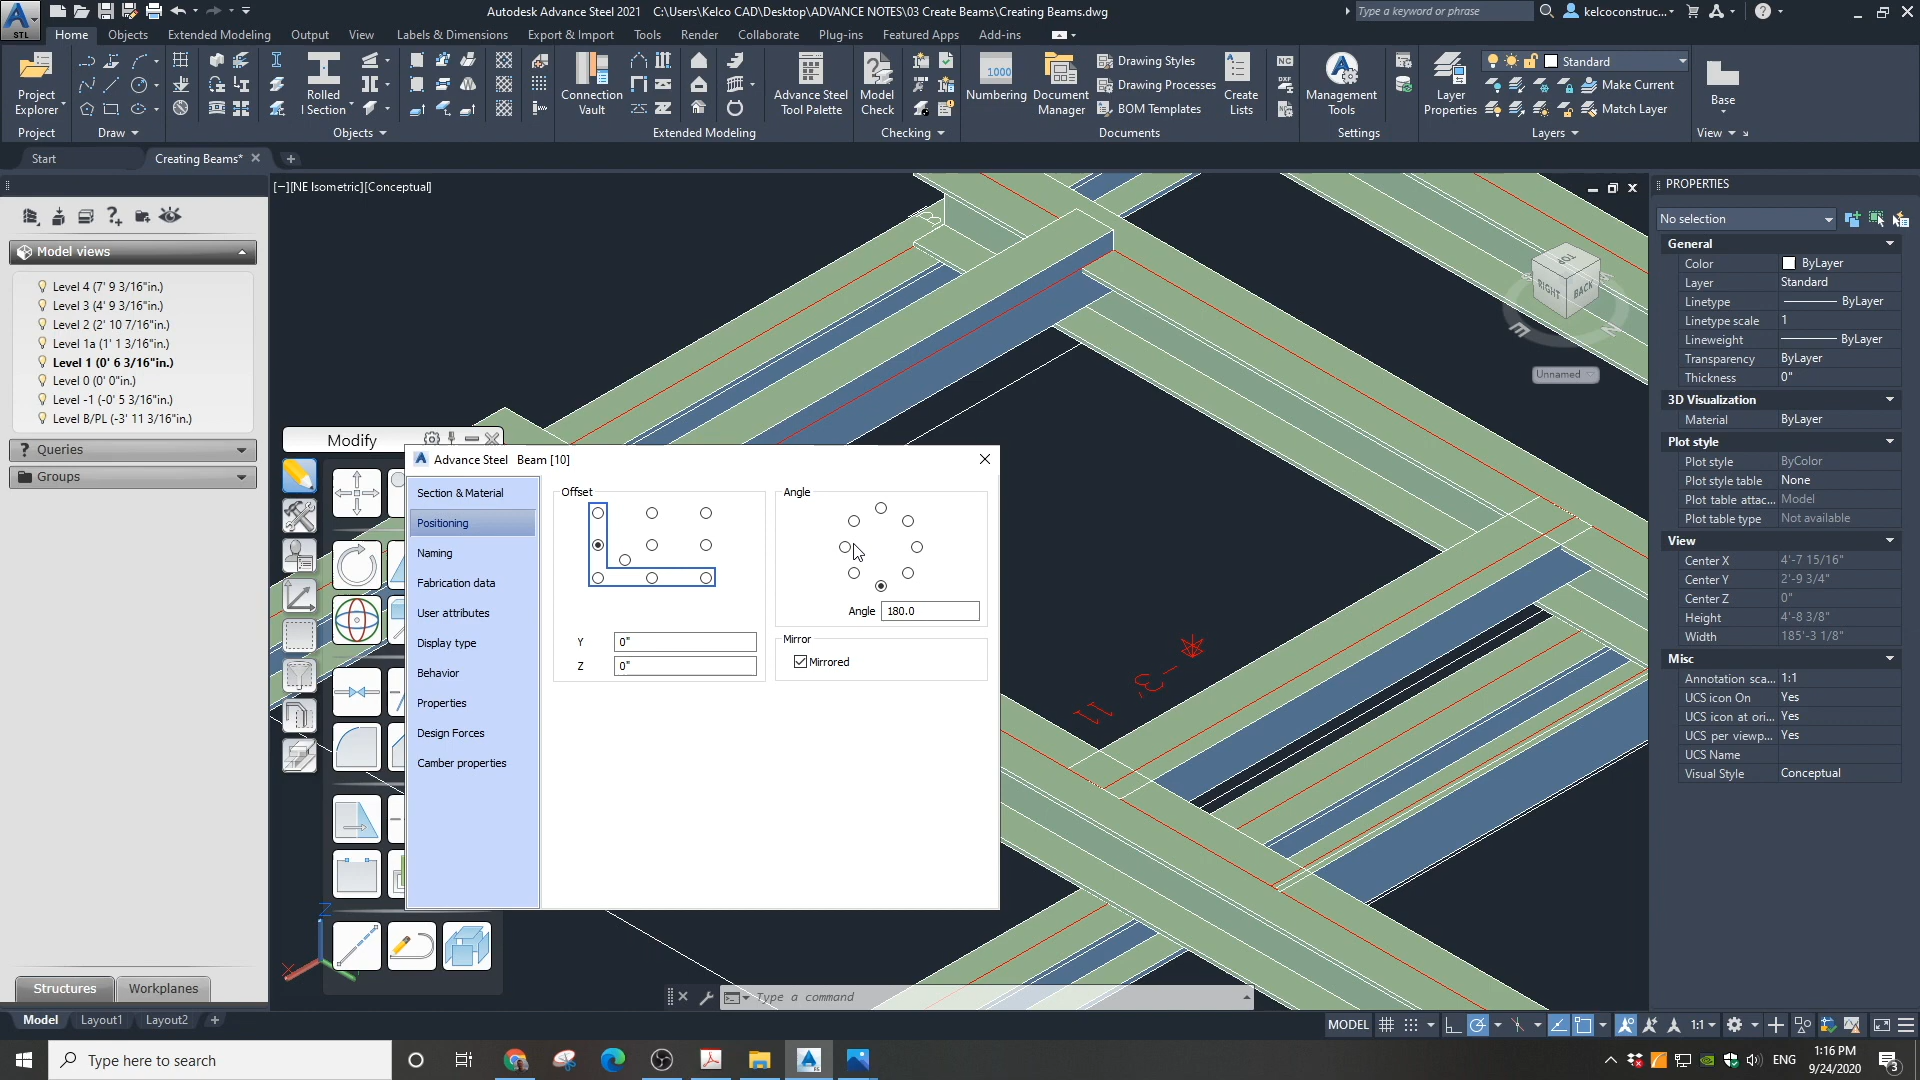 Autodesk Advance Steel 2021 C:\Users\Kelco CAD\Desktop\ADVANCE NOTES\03 Create Beams\Creating Beams.dwg
Type a keyword or phrase
kelcoconstruc...
STL
Home Objects Extended Modeling Output View Labels & Dimensions Export & Import Tools Render Collaborate Plug-ins Featured Apps Add-ins
Project Explorer
Rolled I Section
Connection Vault
Advance Steel Tool Palette
Model Check
1000
Numbering
Document Manager
Drawing Styles
Drawing Processes
BOM Templates
Create Lists
NC
DXF
Management Tools
Layer Properties
Standard
Make Current
Match Layer
Base
Project Draw Objects Extended Modeling Checking Documents Settings Layers View
Start Creating Beams*
[−][NE Isometric][Conceptual]
Model views
Level 4 (7' 9 3/16"in.)
Level 3 (4' 9 3/16"in.)
Level 2 (2' 10 7/16"in.)
Level 1a (1' 1 3/16"in.)
Level 1 (0' 6 3/16"in.)
Level 0 (0' 0"in.)
Level -1 (-0' 5 3/16"in.)
Level B/PL (-3' 11 3/16"in.)
? Queries
Groups
Structures Workplanes
Modify
Advance Steel Beam [10]
Section & Material
Positioning
Naming
Fabrication data
User attributes
Display type
Behavior
Properties
Design Forces
Camber properties
Offset
Y 0"
Z 0"
Angle
Angle 180.0
Mirror
Mirrored
TOP
RIGHT BACK
E N
Unnamed
-3' 11
Z
X
Type a command
PROPERTIES
No selection
General
Color ByLayer
Layer Standard
Linetype ByLayer
Linetype scale 1
Lineweight ByLayer
Transparency ByLayer
Thickness 0"
3D Visualization
Material ByLayer
Plot style
Plot style ByColor
Plot style table None
Plot table attac... Model
Plot table type Not available
View
Center X 4'-7 15/16"
Center Y 2'-9 3/4"
Center Z 0"
Height 4'-8 3/8"
Width 185'-3 1/8"
Misc
Annotation sca... 1:1
UCS icon On Yes
UCS icon at ori... Yes
UCS per viewp... Yes
UCS Name
Visual Style Conceptual
Model Layout1 Layout2 +
MODEL 1:1
Type here to search
ENG
1:16 PM
9/24/2020
3